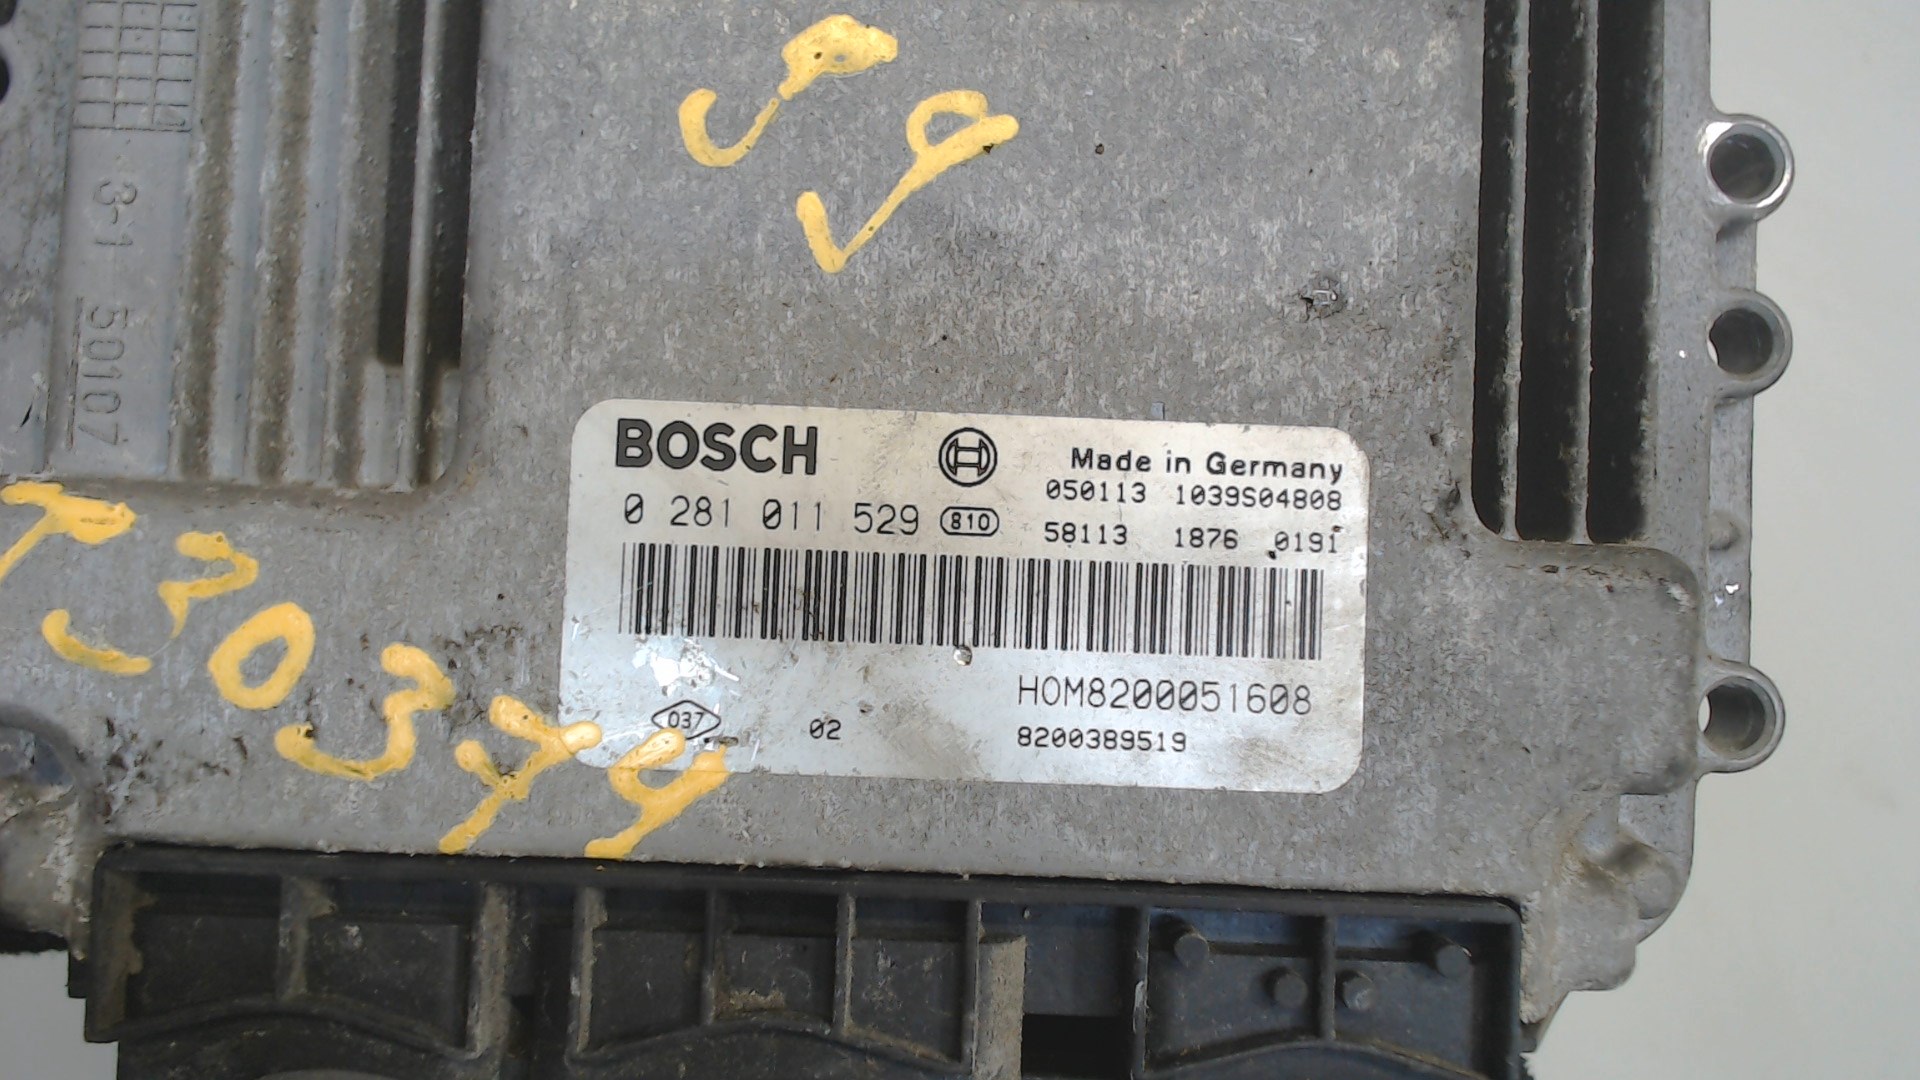 3-1 50107
BOSCH
Made in Germany
050113 1039S04808
0 281 011 529 810
58113 1876 0191
HOM8200051608
037 02
8200389519